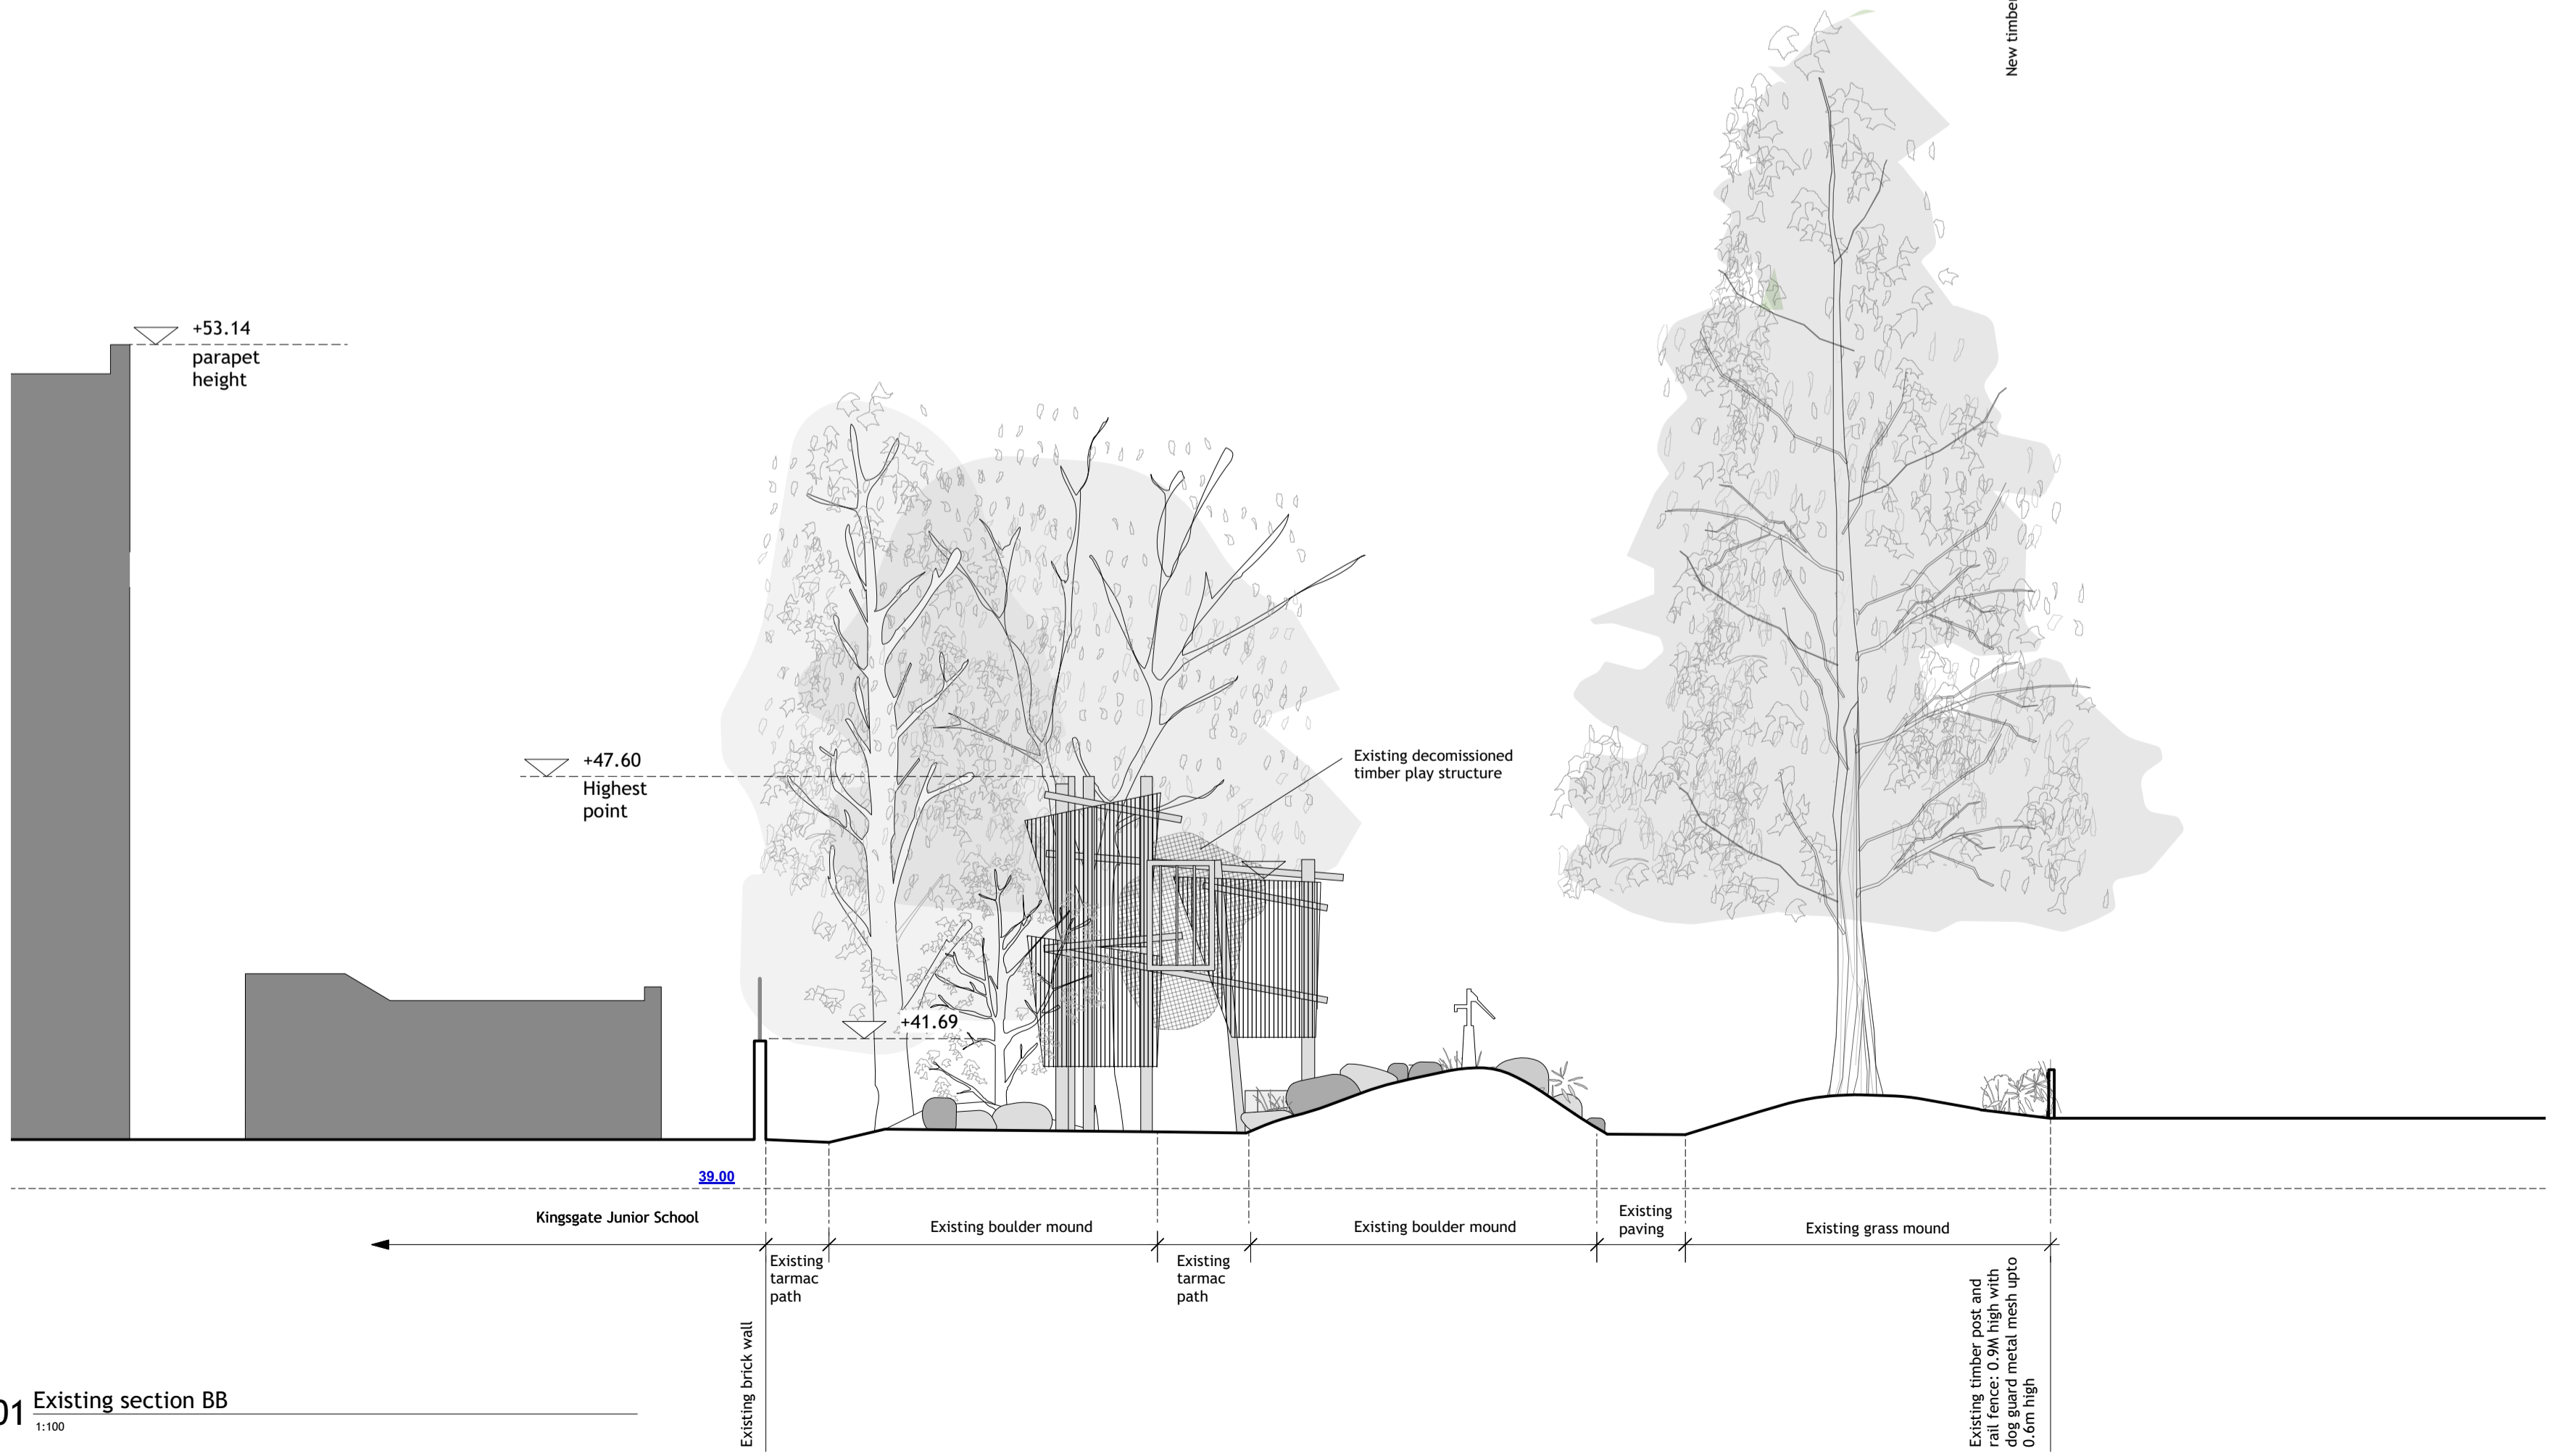 New timber
+53.14
parapet
height
+47.60
Highest
point
Existing decomissioned
timber play structure
+41.69
39.00
Kingsgate Junior School
Existing boulder mound
Existing boulder mound
Existing
paving
Existing grass mound
Existing
tarmac
path
Existing
tarmac
path
Existing brick wall
Existing timber post and
rail fence: 0.9M high with
dog guard metal mesh upto
0.6m high
01 Existing section BB
1:100